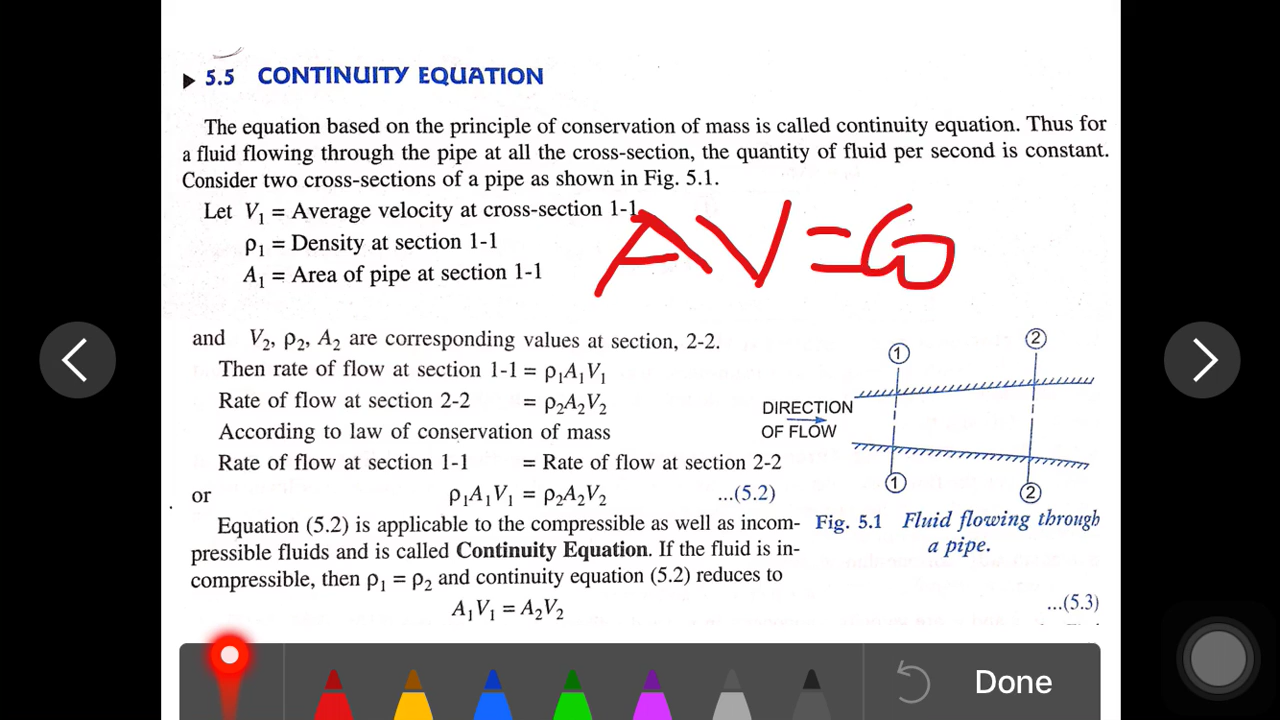 5.5 CONTINUITY EQUATION
The equation based on the principle of conservation of mass is called continuity equation. Thus for
a fluid flowing through the pipe at all the cross-section, the quantity of fluid per second is constant.
Consider two cross-sections of a pipe as shown in Fig. 5.1.
Let V₁ = Average velocity at cross-section 1-1
ρ₁ = Density at section 1-1
A₁ = Area of pipe at section 1-1
AV =
and V₂, ρ₂, A₂ are corresponding values at section, 2-2.
Then rate of flow at section 1-1 = ρ₁A₁V₁
Rate of flow at section 2-2 = ρ₂A₂V₂
According to law of conservation of mass
Rate of flow at section 1-1 = Rate of flow at section 2-2
or ρ₁A₁V₁ = ρ₂A₂V₂ ...(5.2)
Equation (5.2) is applicable to the compressible as well as incom-
pressible fluids and is called Continuity Equation. If the fluid is in-
compressible, then ρ₁ = ρ₂ and continuity equation (5.2) reduces to
A₁V₁ = A₂V₂ ...(5.3)
1 2
DIRECTION
OF FLOW
1 2
Fig. 5.1 Fluid flowing through
a pipe.
Done